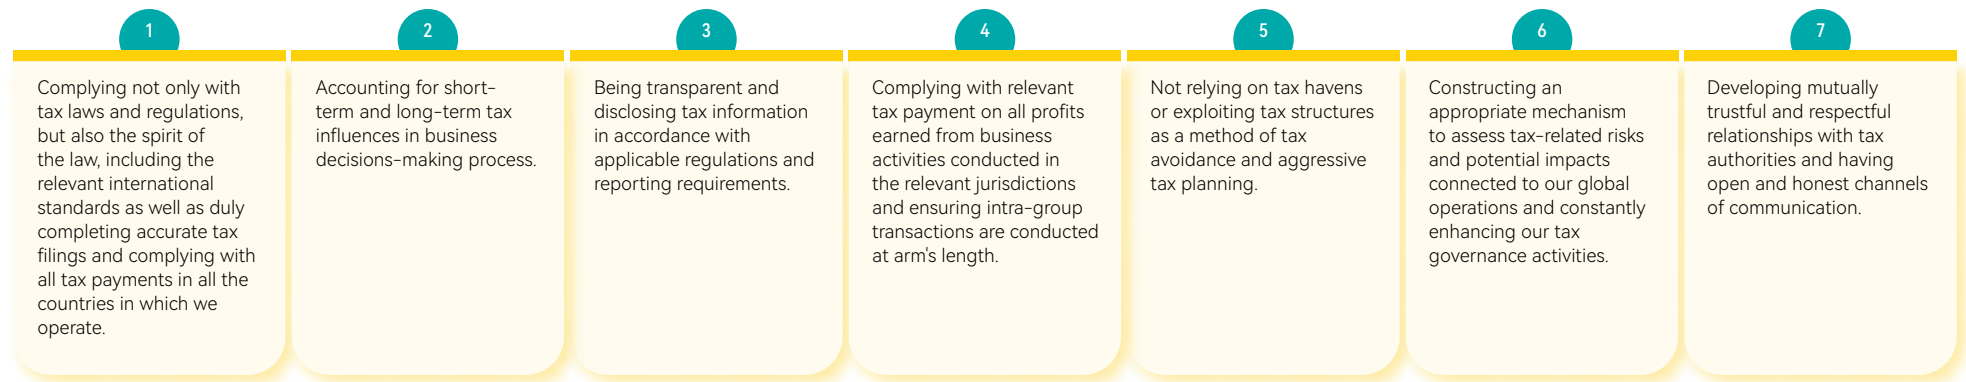 1
Complying not only with
tax laws and regulations,
but also the spirit of
the law, including the
relevant international
standards as well as duly
completing accurate tax
filings and complying with
all tax payments in all the
countries in which we
operate.
2
Accounting for short-
term and long-term tax
influences in business
decisions-making process.
3
Being transparent and
disclosing tax information
in accordance with
applicable regulations and
reporting requirements.
4
Complying with relevant
tax payment on all profits
earned from business
activities conducted in
the relevant jurisdictions
and ensuring intra-group
transactions are conducted
at arm's length.
5
Not relying on tax havens
or exploiting tax structures
as a method of tax
avoidance and aggressive
tax planning.
6
Constructing an
appropriate mechanism
to assess tax-related risks
and potential impacts
connected to our global
operations and constantly
enhancing our tax
governance activities.
7
Developing mutually
trustful and respectful
relationships with tax
authorities and having
open and honest channels
of communication.